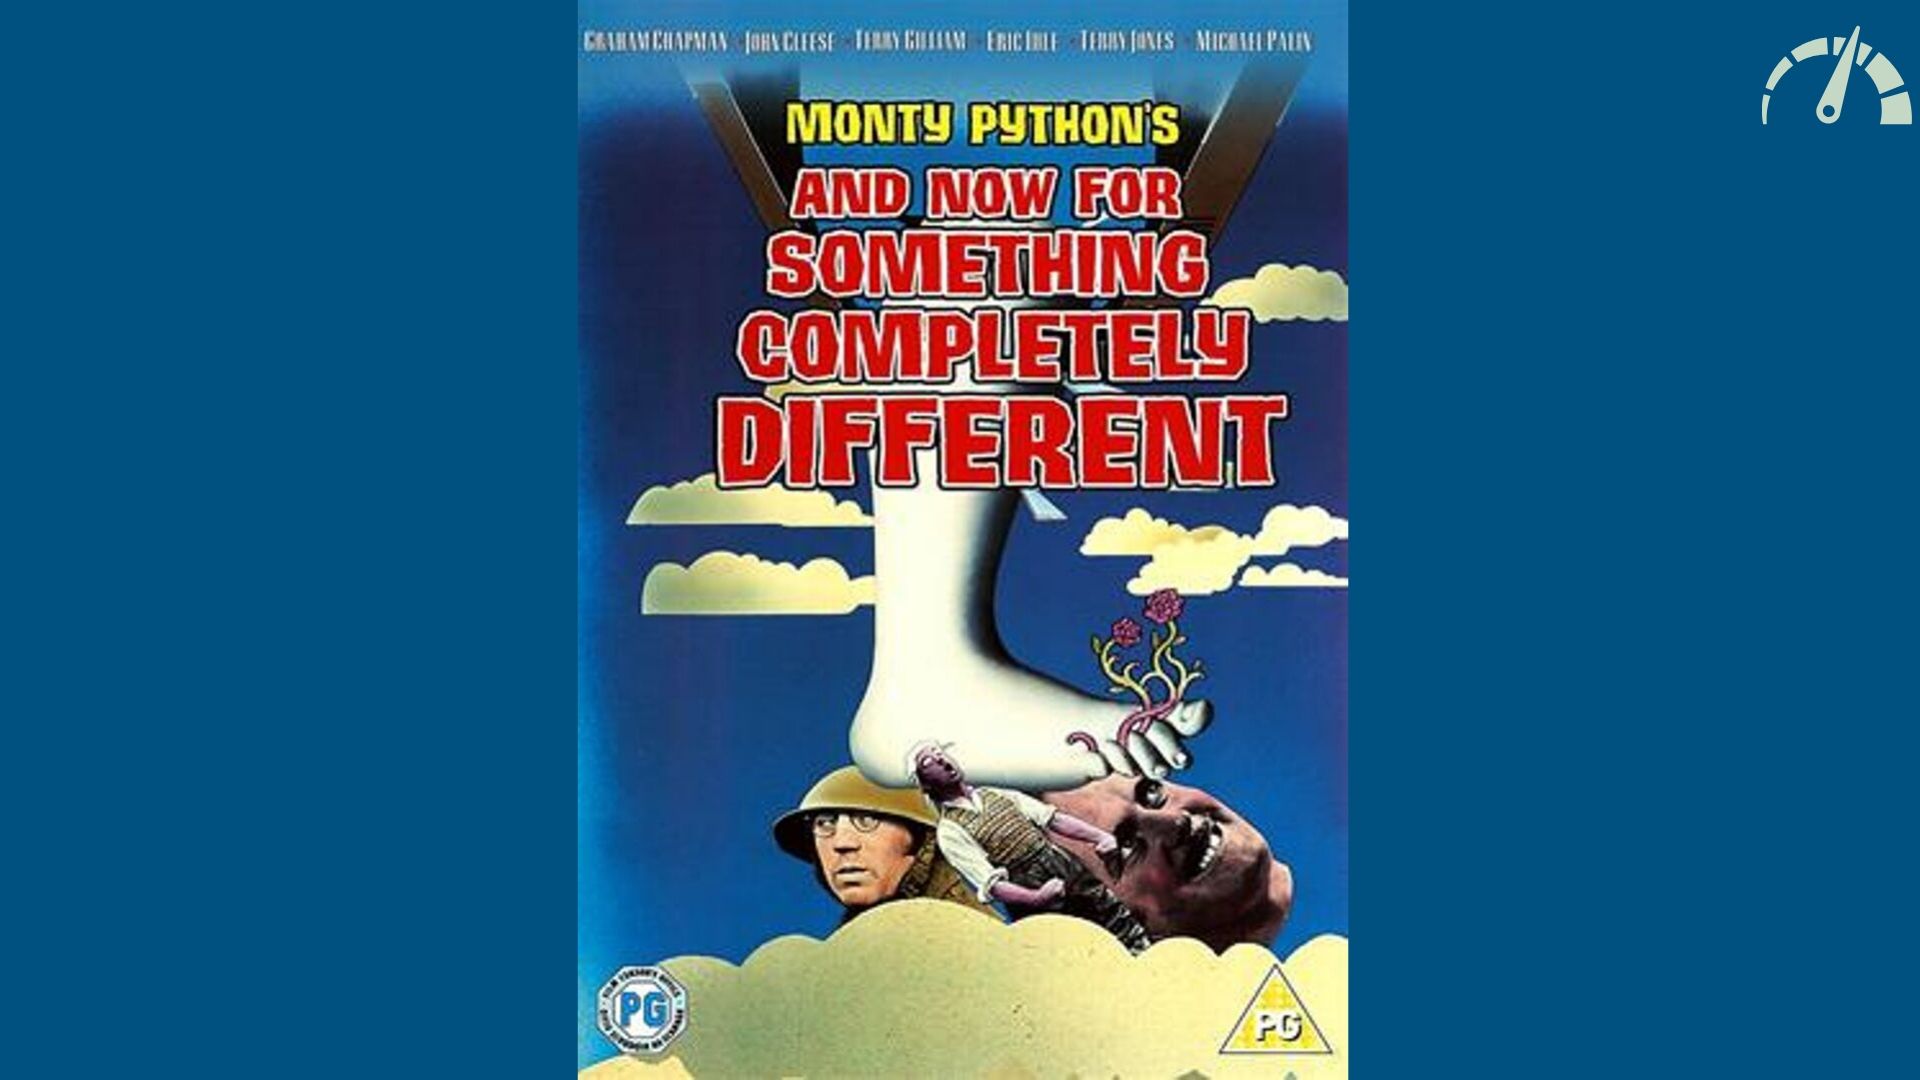 GRAHAM CHAPMAN · JOHN CLEESE · TERRY GILLIAM · ERIC IDLE · TERRY JONES · MICHAEL PALIN
MONTY PYTHON'S
AND NOW FOR
SOMETHING
COMPLETELY
DIFFERENT
PG
PG